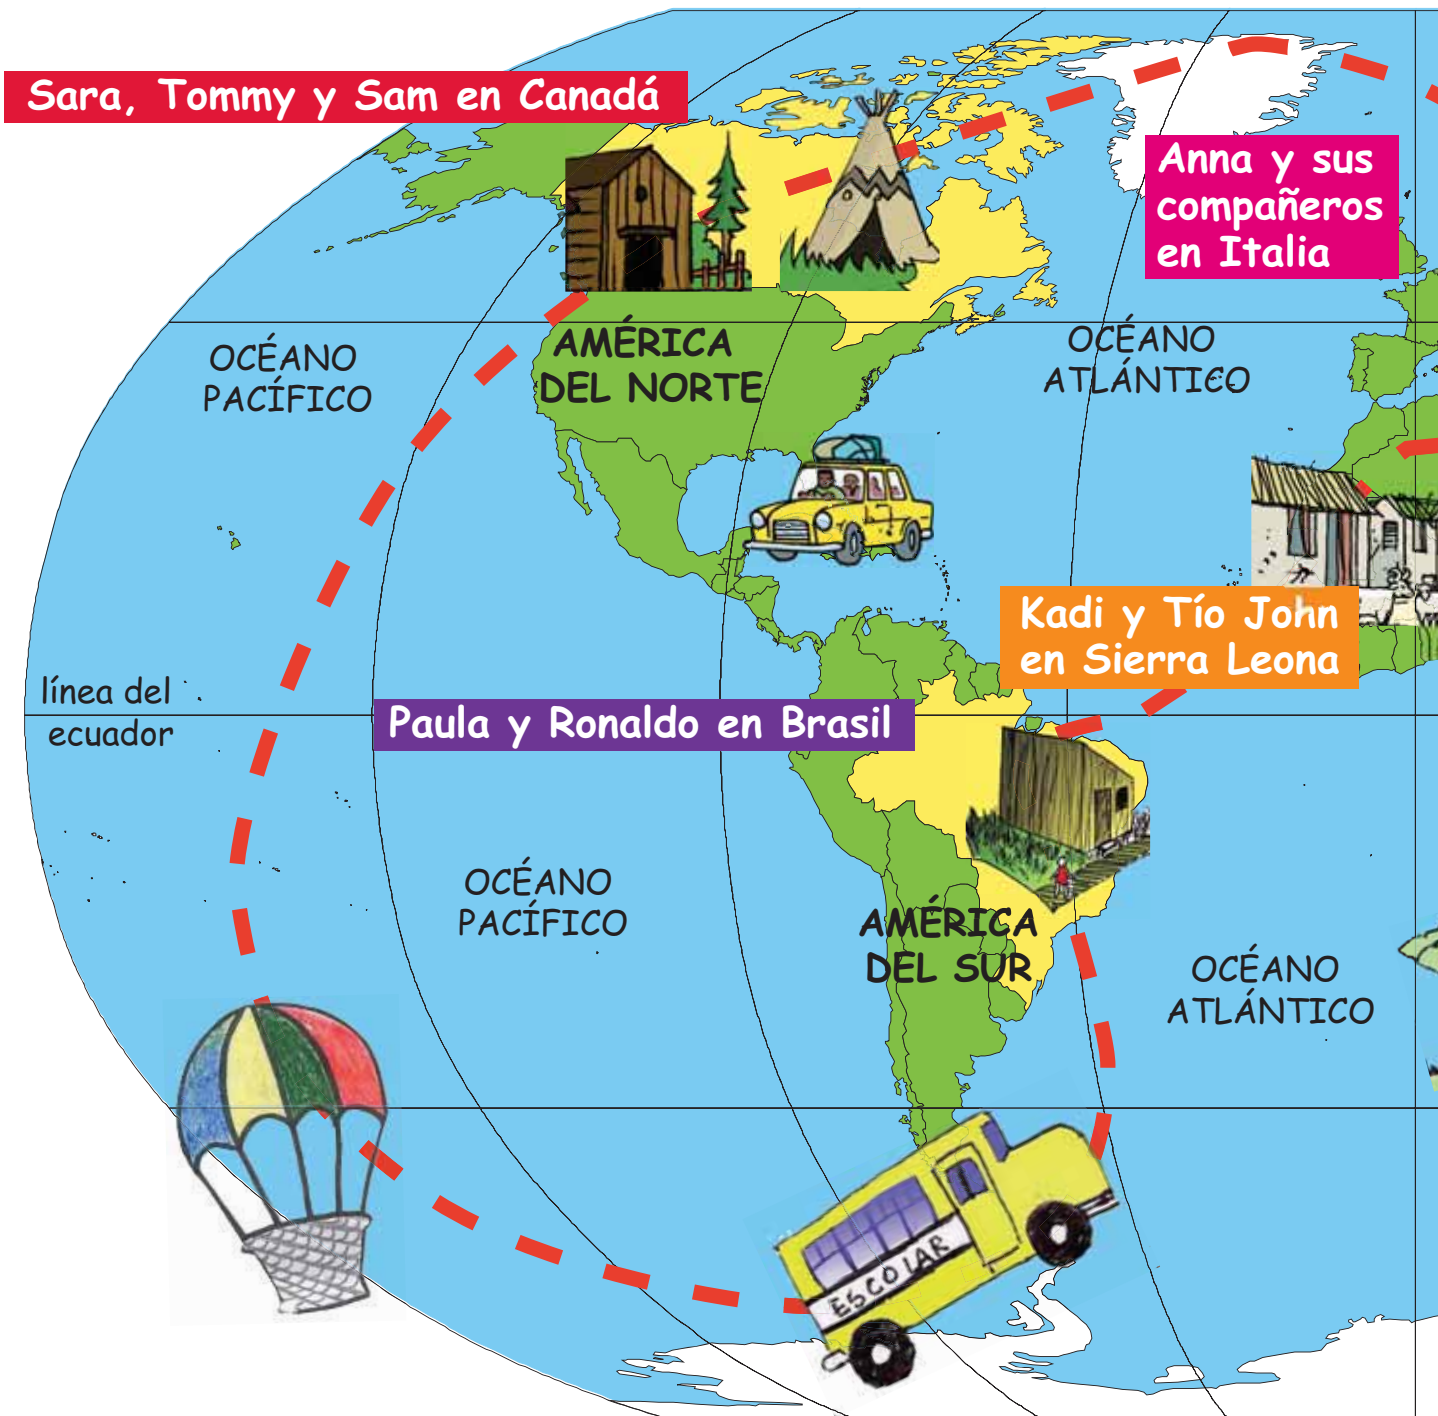 Sara, Tommy y Sam en Canadá
Anna y sus
compañeros
en Italia
OCÉANO
PACÍFICO
AMÉRICA
DEL NORTE
OCÉANO
ATLÁNTICO
Kadi y Tío John
en Sierra Leona
línea del
ecuador
Paula y Ronaldo en Brasil
OCÉANO
PACÍFICO
AMÉRICA
DEL SUR
OCÉANO
ATLÁNTICO
ESCOLAR